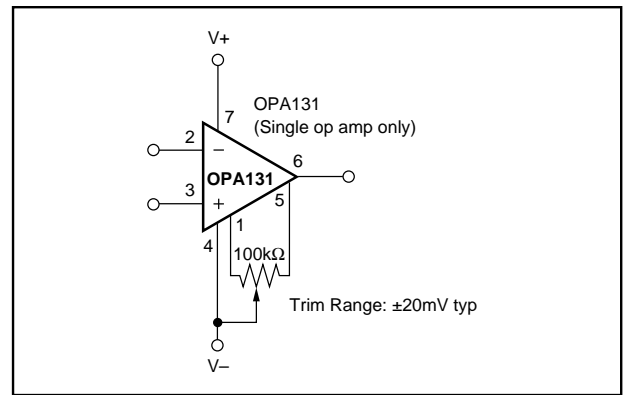 V+
7
OPA131
(Single op amp only)
2
–
6
OPA131
3
+
5
1
4
100kΩ
Trim Range: ±20mV typ
V–